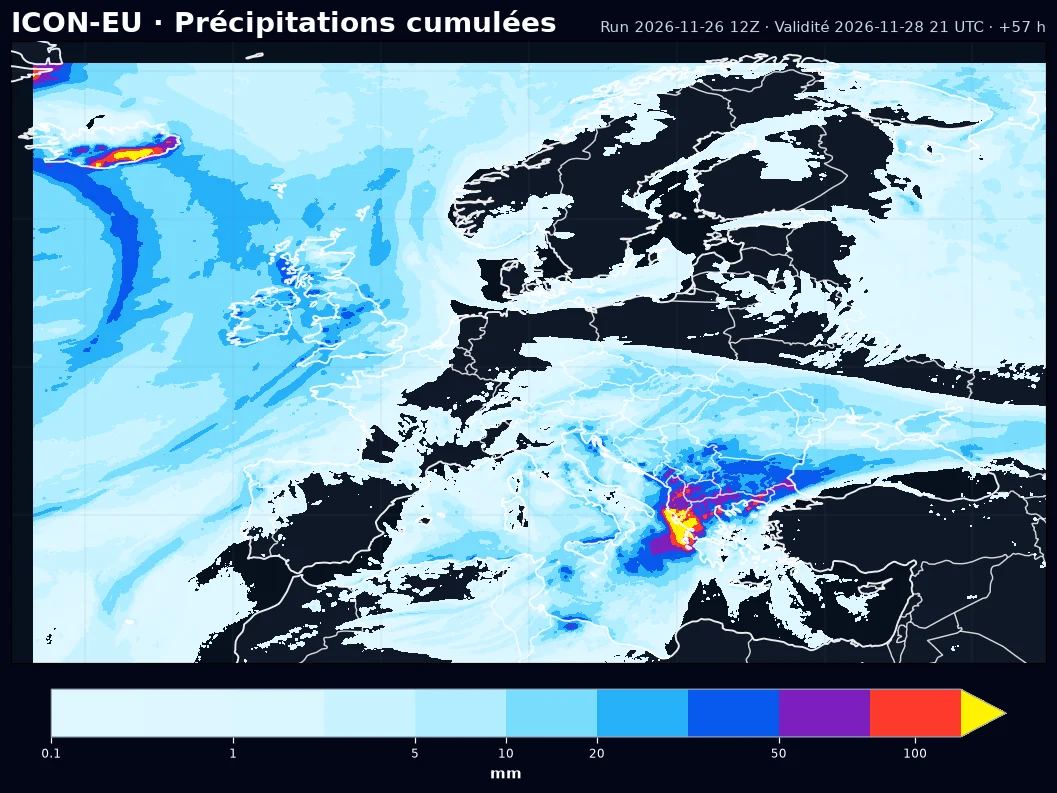 ICON-EU · Précipitations cumulées
Run 2026-11-26 12Z · Validité 2026-11-28 21 UTC · +57 h
0.1 1 5 10 20 50 100
mm